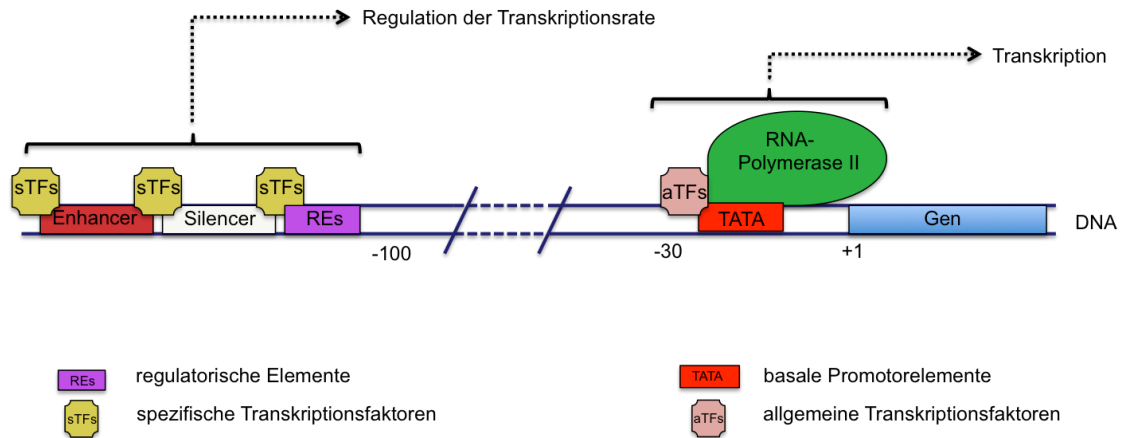 Regulation der Transkriptionsrate
Transkription
RNA-
Polymerase II
sTFs sTFs sTFs aTFs
Enhancer Silencer REs TATA Gen DNA
-100 -30 +1
REs regulatorische Elemente TATA basale Promotorelemente
sTFs spezifische Transkriptionsfaktoren aTFs allgemeine Transkriptionsfaktoren